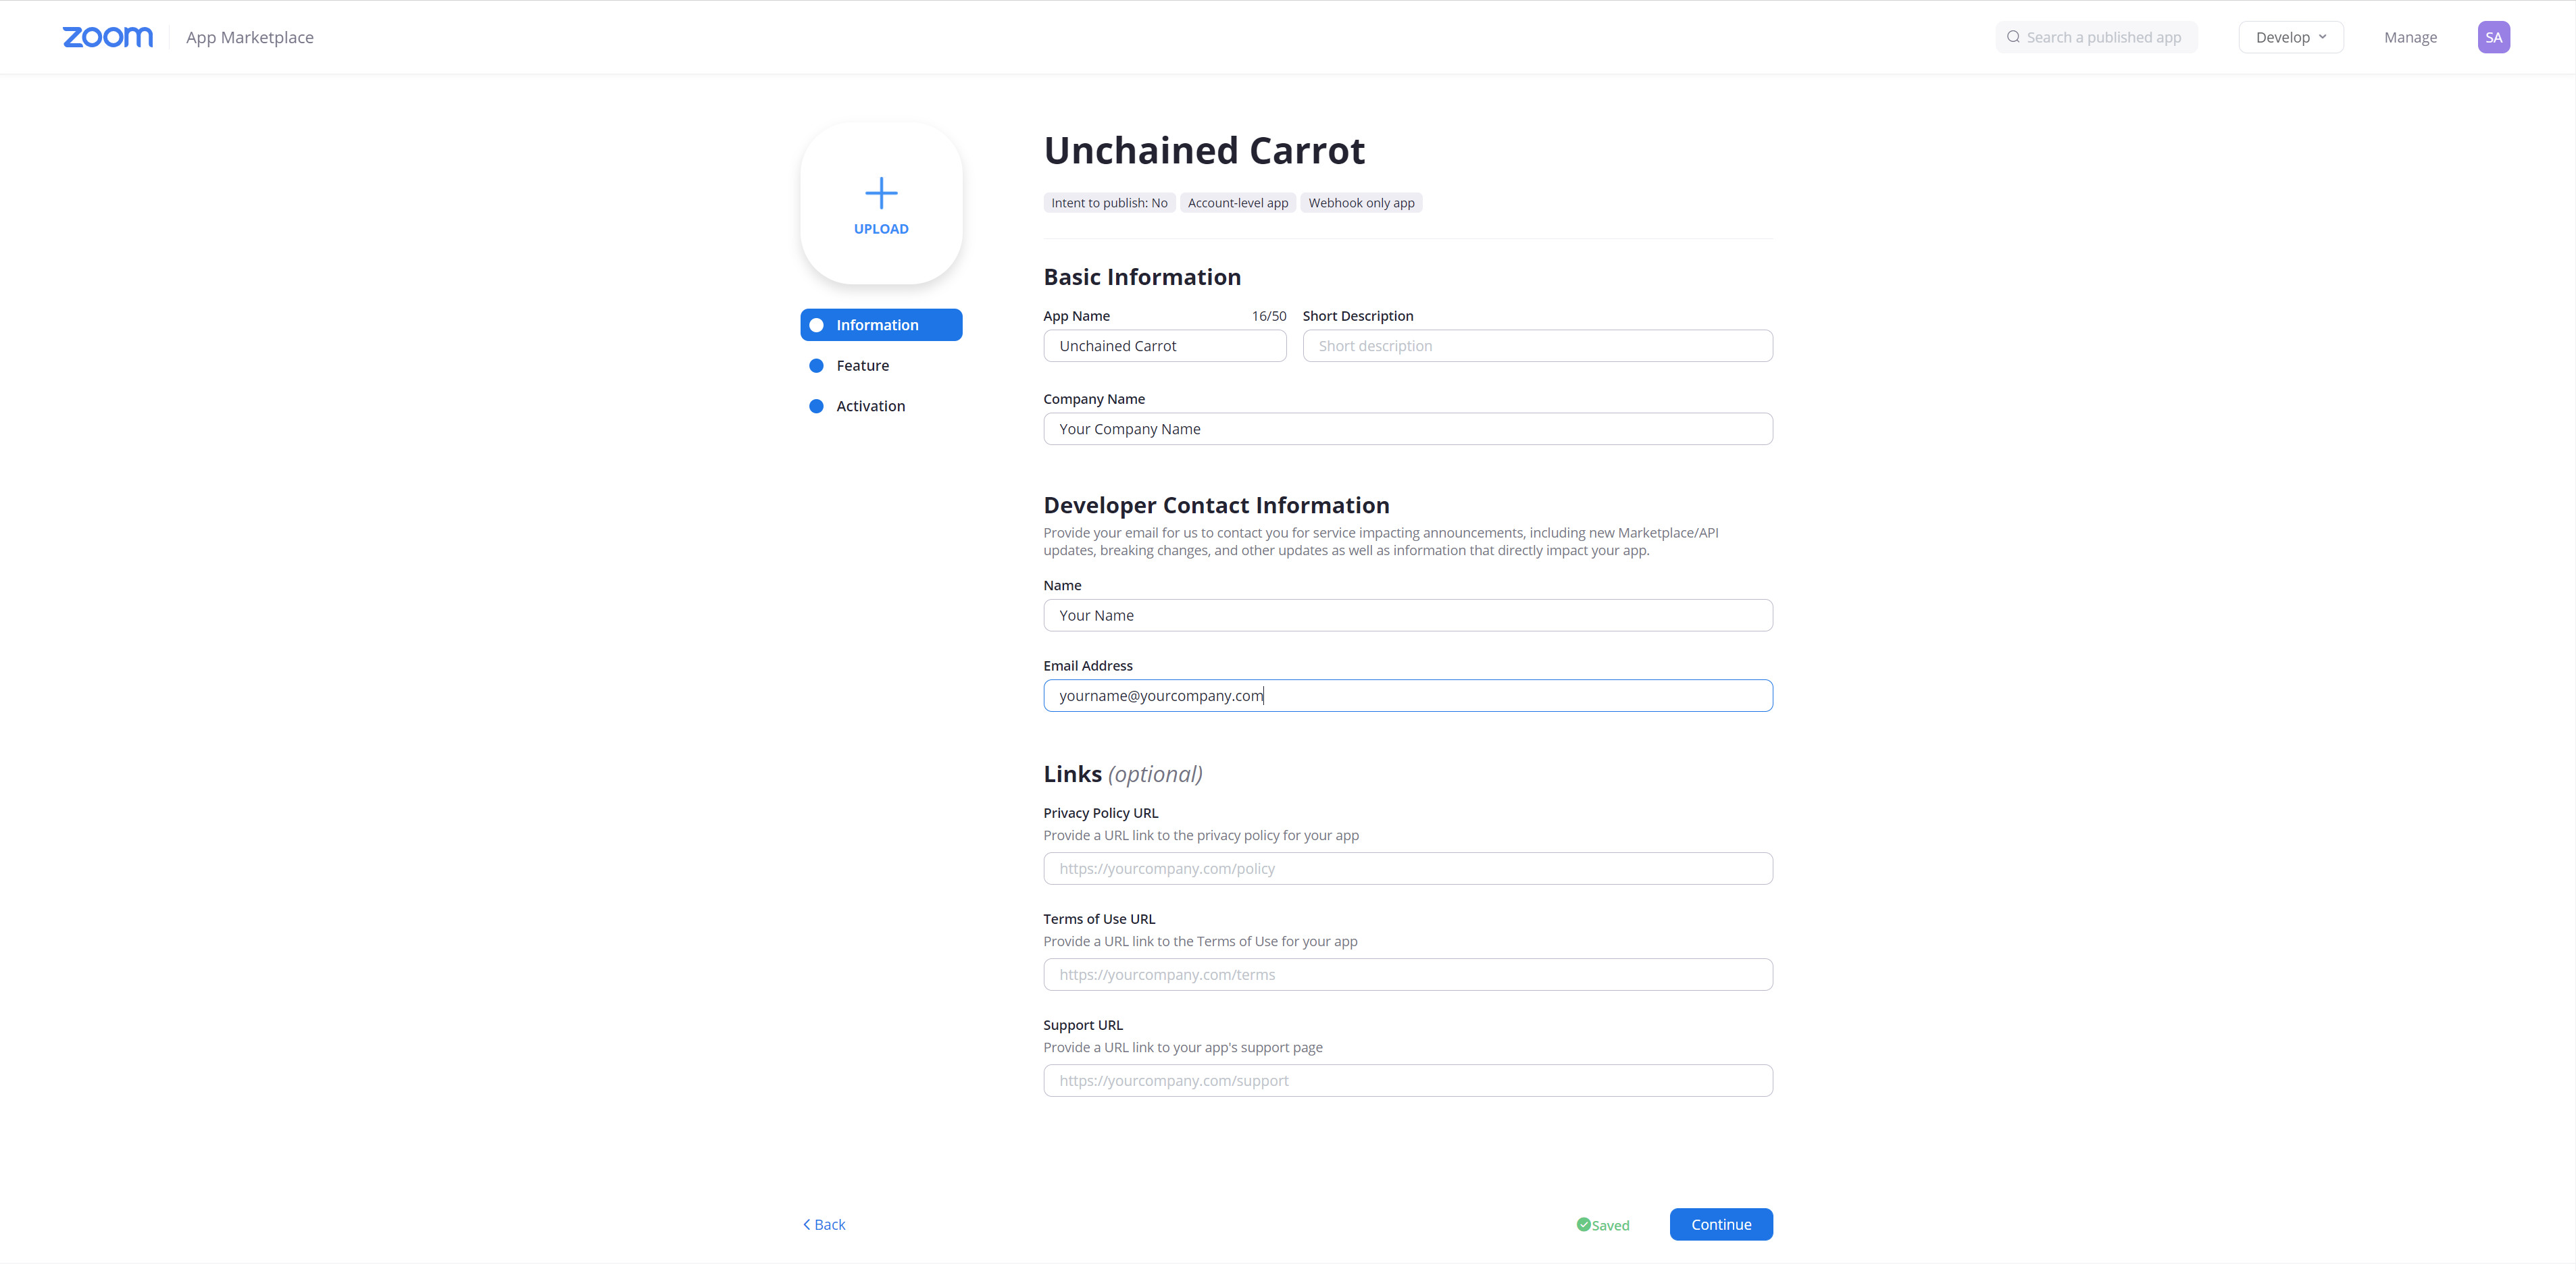 zoom App Marketplace
Search a published app
Develop
Manage
SA
UPLOAD
Information
Feature
Activation
Unchained Carrot
Intent to publish: No Account-level app Webhook only app
Basic Information
App Name 16/50 Short Description
Unchained Carrot Short description
Company Name
Your Company Name
Developer Contact Information
Provide your email for us to contact you for service impacting announcements, including new Marketplace/API
updates, breaking changes, and other updates as well as information that directly impact your app.
Name
Your Name
Email Address
yourname@yourcompany.com
Links (optional)
Privacy Policy URL
Provide a URL link to the privacy policy for your app
https://yourcompany.com/policy
Terms of Use URL
Provide a URL link to the Terms of Use for your app
https://yourcompany.com/terms
Support URL
Provide a URL link to your app's support page
https://yourcompany.com/support
Back
Saved
Continue